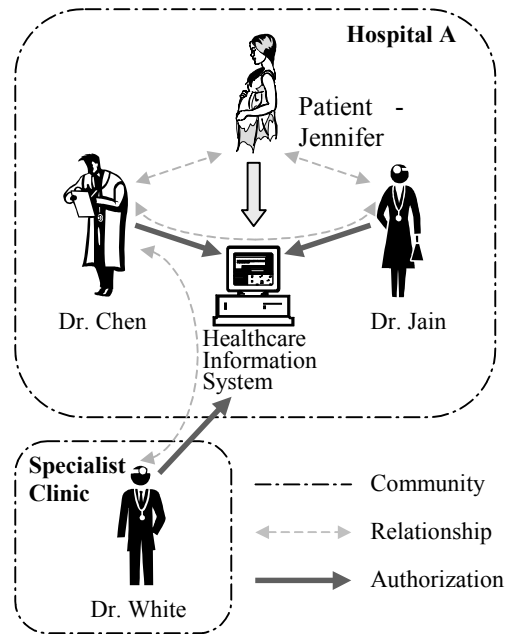 Hospital A
Patient -
Jennifer
Dr. Chen
Dr. Jain
Healthcare
Information
System
Specialist
Clinic
Dr. White
Community
Relationship
Authorization